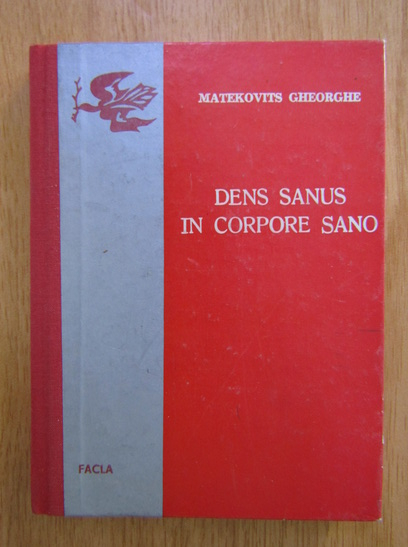 MATEKOVITS GHEORGHE
DENS SANUS
IN CORPORE SANO
FACLA